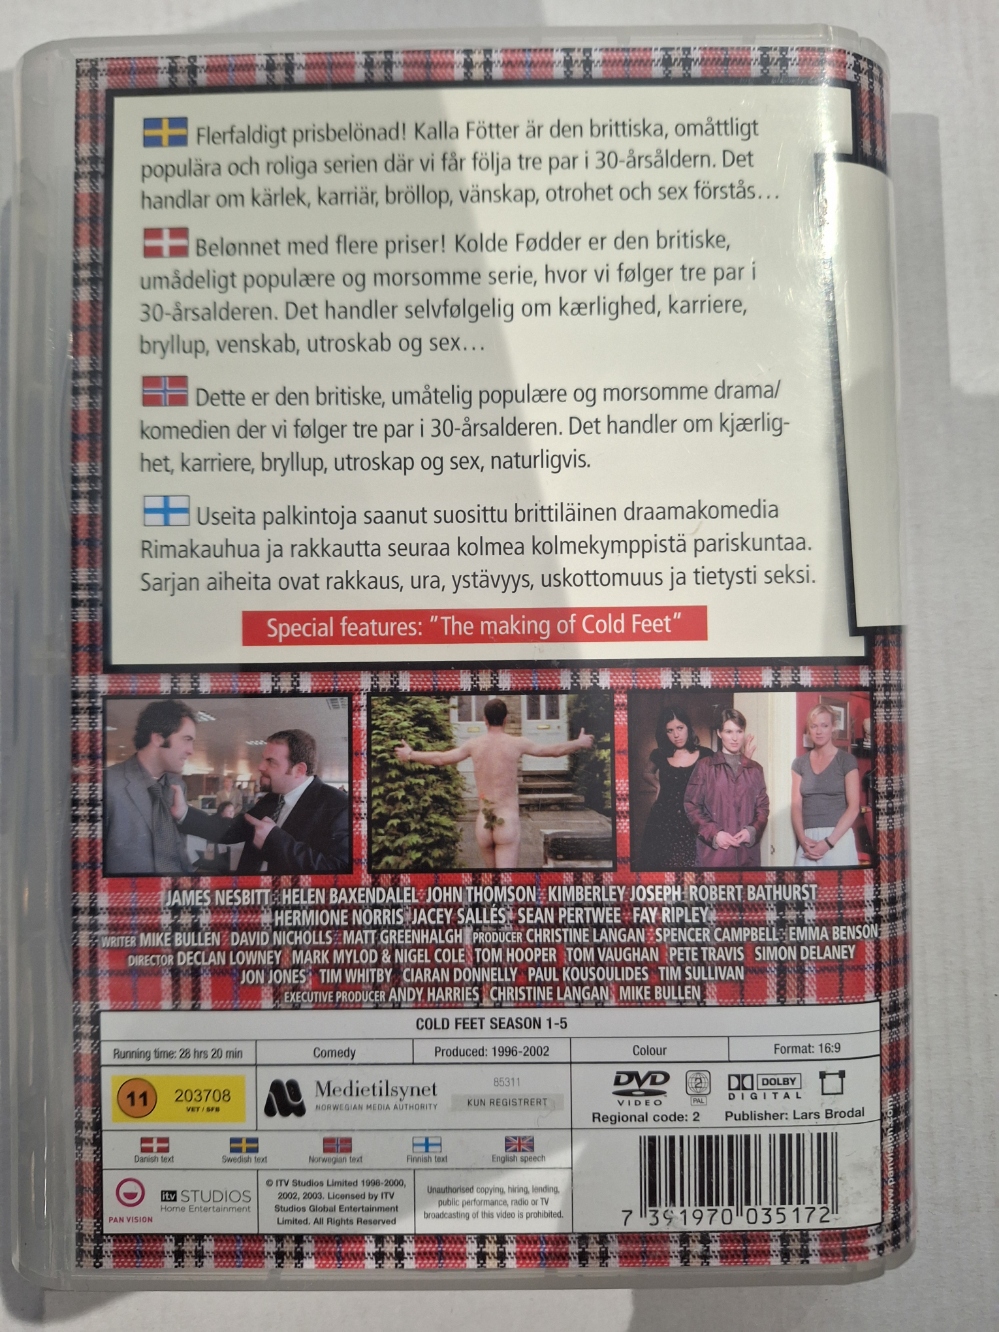 Flerfaldigt prisbelönad! Kalla Fötter är den brittiska, omåttligt
populära och roliga serien där vi får följa tre par i 30-årsåldern. Det
handlar om kärlek, karriär, bröllop, vänskap, otrohet och sex förstås...
Belønnet med flere priser! Kolde Fødder er den britiske,
umådeligt populære og morsomme serie, hvor vi følger tre par i
30-årsalderen. Det handler selvfølgelig om kærlighed, karriere,
bryllup, venskab, utroskab og sex...
Dette er den britiske, umåtelig populære og morsomme drama/
komedien der vi følger tre par i 30-årsalderen. Det handler om kjærlig-
het, karriere, bryllup, utroskap og sex, naturligvis.
Useita palkintoja saanut suosittu brittiläinen draamakomedia
Rimakauhua ja rakkautta seuraa kolmea kolmekymppistä pariskuntaa.
Sarjan aiheita ovat rakkaus, ura, ystävyys, uskottomuus ja tietysti seksi.
Special features: "The making of Cold Feet"
JAMES NESBITT HELEN BAXENDALEL JOHN THOMSON KIMBERLEY JOSEPH ROBERT BATHURST
HERMIONE NORRIS JACEY SALLÉS SEAN PERTWEE FAY RIPLEY
WRITER MIKE BULLEN DAVID NICHOLLS MATT GREENHALGH PRODUCER CHRISTINE LANGAN SPENCER CAMPBELL EMMA BENSON
DIRECTOR DECLAN LOWNEY MARK MYLOD & NIGEL COLE TOM HOOPER TOM VAUGHAN PETE TRAVIS SIMON DELANEY
JON JONES TIM WHITBY CIARAN DONNELLY PAUL KOUSOULIDES TIM SULLIVAN
EXECUTIVE PRODUCER ANDY HARRIES CHRISTINE LANGAN MIKE BULLEN
COLD FEET SEASON 1-5
Running time: 28 hrs 20 min Comedy Produced: 1996-2002 Colour Format: 16:9
11 203708
VET / SFB
Medietilsynet
NORWEGIAN MEDIA AUTHORITY
85311
KUN REGISTRERT
DVD
VIDEO
2
PAL
DOLBY
DIGITAL
Regional code: 2 Publisher: Lars Brodal
Danish text Swedish text Norwegian text Finnish text English speech
PAN VISION
itv STUDIOS
Home Entertainment
© ITV Studios Limited 1996-2000,
2002, 2003. Licensed by ITV
Studios Global Entertainment
Limited. All Rights Reserved
Unauthorised copying, hiring, lending,
public performance, radio or TV
broadcasting of this video is prohibited.
7 391970 035172
www.panvision.com